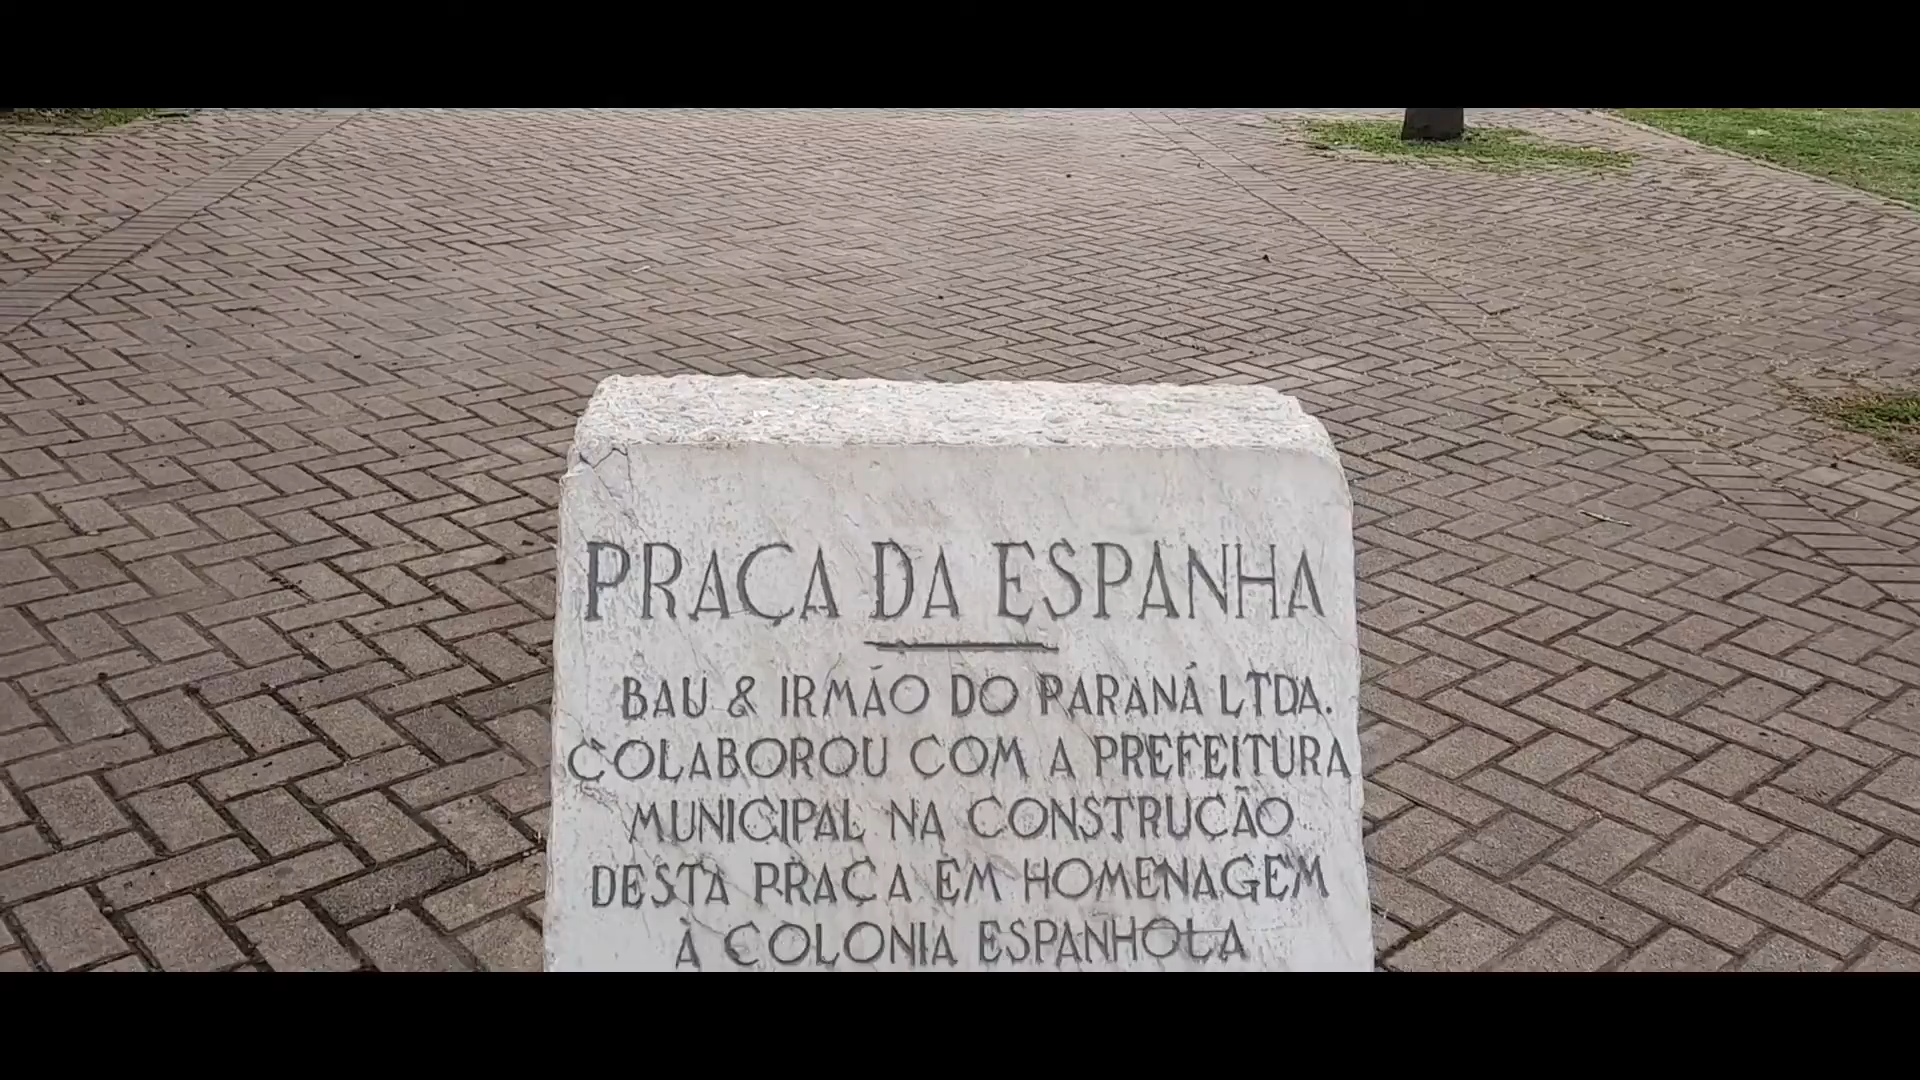 PRAÇA DA ESPANHA
BAU & IRMÃO DO PARANÁ LTDA.
COLABOROU COM A PREFEITURA
MUNICIPAL NA CONSTRUÇÃO
DESTA PRAÇA EM HOMENAGEM
À COLONIA ESPANHOLA